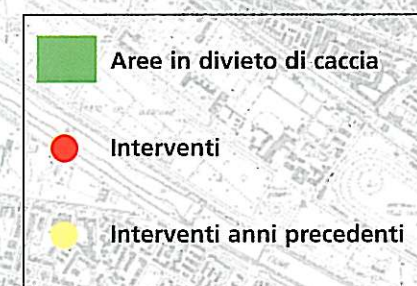 Aree in divieto di caccia
Interventi
Interventi anni precedenti